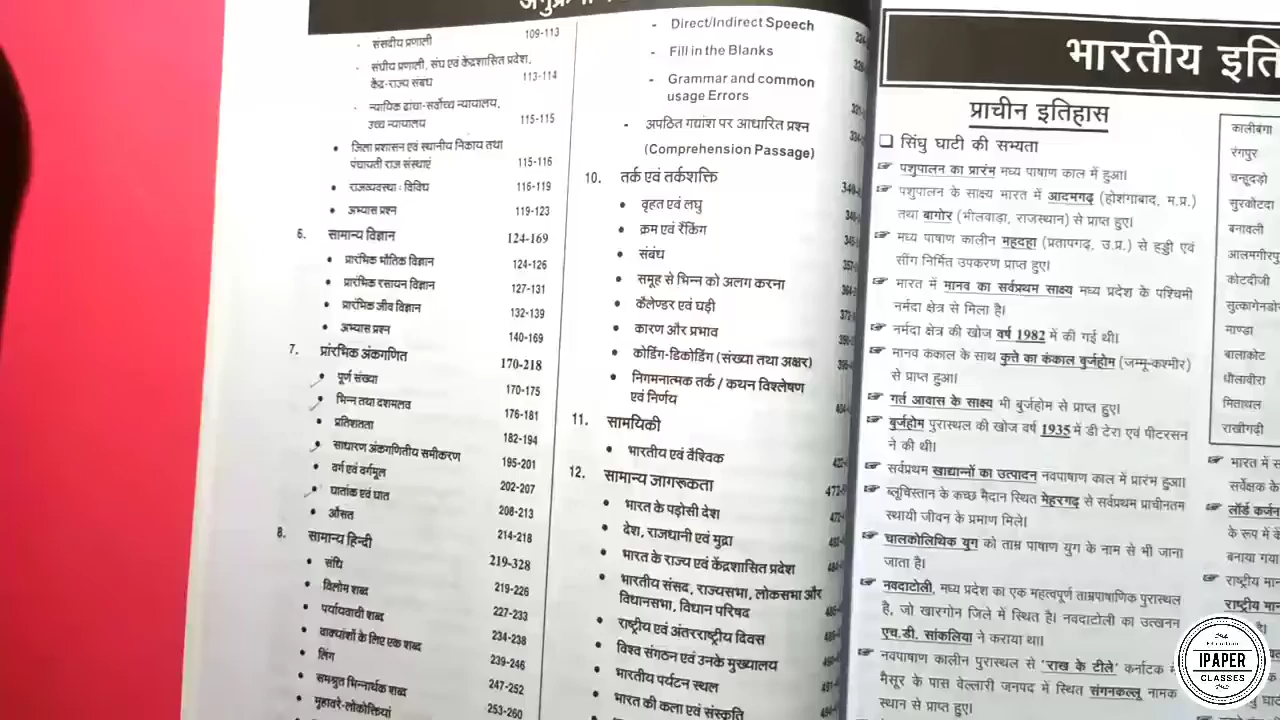 अनुक्रम
- संसदीय प्रणाली 109-113
- संघीय प्रणाली, संघ एवं केंद्रशासित प्रदेश,
केंद्र-राज्य संबंध 113-114
- न्यायिक ढांचा-सर्वोच्च न्यायालय,
उच्च न्यायालय 115-115
• जिला प्रशासन एवं स्थानीय निकाय तथा
पंचायती राज संस्थाएं 115-116
• राजव्यवस्था : विविध 116-119
• अभ्यास प्रश्न 119-123
6. सामान्य विज्ञान 124-169
• प्रारंभिक भौतिक विज्ञान 124-126
• प्रारंभिक रसायन विज्ञान 127-131
• प्रारंभिक जीव विज्ञान 132-139
• अभ्यास प्रश्न 140-169
7. प्रांरभिक अंकगणित 170-218
• पूर्ण संख्या 170-175
• भिन्न तथा दशमलव 176-181
• प्रतिशतता 182-194
• साधारण अंकगणितीय समीकरण 195-201
• वर्ग एवं वर्गमूल 202-207
• घातांक एवं घात 208-213
• औसत 214-218
8. सामान्य हिन्दी 219-328
• संधि 219-226
• विलोम शब्द 227-233
• पर्यायवाची शब्द 234-238
• वाक्यांशों के लिए एक शब्द 239-246
• लिंग 247-252
• समश्रुत भिन्नार्थक शब्द 253-260
• मुहावरे-लोकोक्तियां
- Direct/Indirect Speech
- Fill in the Blanks
- Grammar and common
usage Errors
- अपठित गद्यांश पर आधारित प्रश्न
(Comprehension Passage)
10. तर्क एवं तर्कशक्ति
• वृहत एवं लघु
• क्रम एवं रैंकिंग
• संबंध
• समूह से भिन्न को अलग करना
• कैलेण्डर एवं घड़ी
• कारण और प्रभाव
• कोडिंग-डिकोडिंग (संख्या तथा अक्षर)
• निगमनात्मक तर्क / कथन विश्लेषण
एवं निर्णय
11. सामयिकी
• भारतीय एवं वैश्विक
12. सामान्य जागरूकता
• भारत के पड़ोसी देश
• देश, राजधानी एवं मुद्रा
• भारत के राज्य एवं केंद्रशासित प्रदेश
• भारतीय संसद, राज्यसभा, लोकसभा और
विधानसभा, विधान परिषद
• राष्ट्रीय एवं अंतरराष्ट्रीय दिवस
• विश्व संगठन एवं उनके मुख्यालय
• भारतीय पर्यटन स्थल
• भारत की कला एवं संस्कृति
भारतीय
प्राचीन इतिहास
❑ सिंधु घाटी की सभ्यता
☞ पशुपालन का प्रारंभ मध्य पाषाण काल में हुआ।
☞ पशुपालन के साक्ष्य भारत में आदमगढ़ (होशंगाबाद, म.प्र.)
तथा बागोर (भीलवाड़ा, राजस्थान) से प्राप्त हुए।
☞ मध्य पाषाण कालीन महदहा (प्रतापगढ़, उ.प्र.) से हड्डी एवं
सींग निर्मित उपकरण प्राप्त हुए।
☞ भारत में मानव का सर्वप्रथम साक्ष्य मध्य प्रदेश के पश्चिमी
नर्मदा क्षेत्र से मिला है।
☞ नर्मदा क्षेत्र की खोज वर्ष 1982 में की गई थी।
☞ मानव कंकाल के साथ कुत्ते का कंकाल बुर्जहोम (जम्मू-कश्मीर)
से प्राप्त हुआ।
☞ गर्त आवास के साक्ष्य भी बुर्जहोम से प्राप्त हुए।
☞ बुर्जहोम पुरास्थल की खोज वर्ष 1935 में डी टेरा एवं पीटरसन
ने की थी।
☞ सर्वप्रथम खाद्यान्नों का उत्पादन नवपाषाण काल में प्रारंभ हुआ।
☞ ब्लूचिस्तान के कच्छ मैदान स्थित मेहरगढ़ से सर्वप्रथम प्राचीनतम
स्थायी जीवन के प्रमाण मिले।
☞ चालकोलिथिक युग को ताम्र पाषाण युग के नाम से भी जाना
जाता है।
☞ नवदाटोली, मध्य प्रदेश का एक महत्वपूर्ण ताम्रपाषाणिक पुरास्थल
है, जो खारगोन जिले में स्थित है। नवदाटोली का उत्खनन
एच.डी. सांकलिया ने कराया था।
☞ नवपाषाण कालीन पुरास्थल से 'राख के टीले' कर्नाटक
मैसूर के पास वेल्लारी जनपद में स्थित संगनकल्लू नामक
स्थान से प्राप्त हुए।
कालीबंगा
रंगपुर
चन्हूदड़ो
सुरकोटदा
बनावली
कोटदीजी
माण्डा
बालाकोट
धौलावीरा
मिताथल
राखीगढ़ी
☞ भारत में
सर्वेक्षक के
☞ लॉर्ड कर्जन
के रूप में
बनाया गया
☞ राष्ट्रीय
राष्ट्रीय
IPAPER
CLASSES